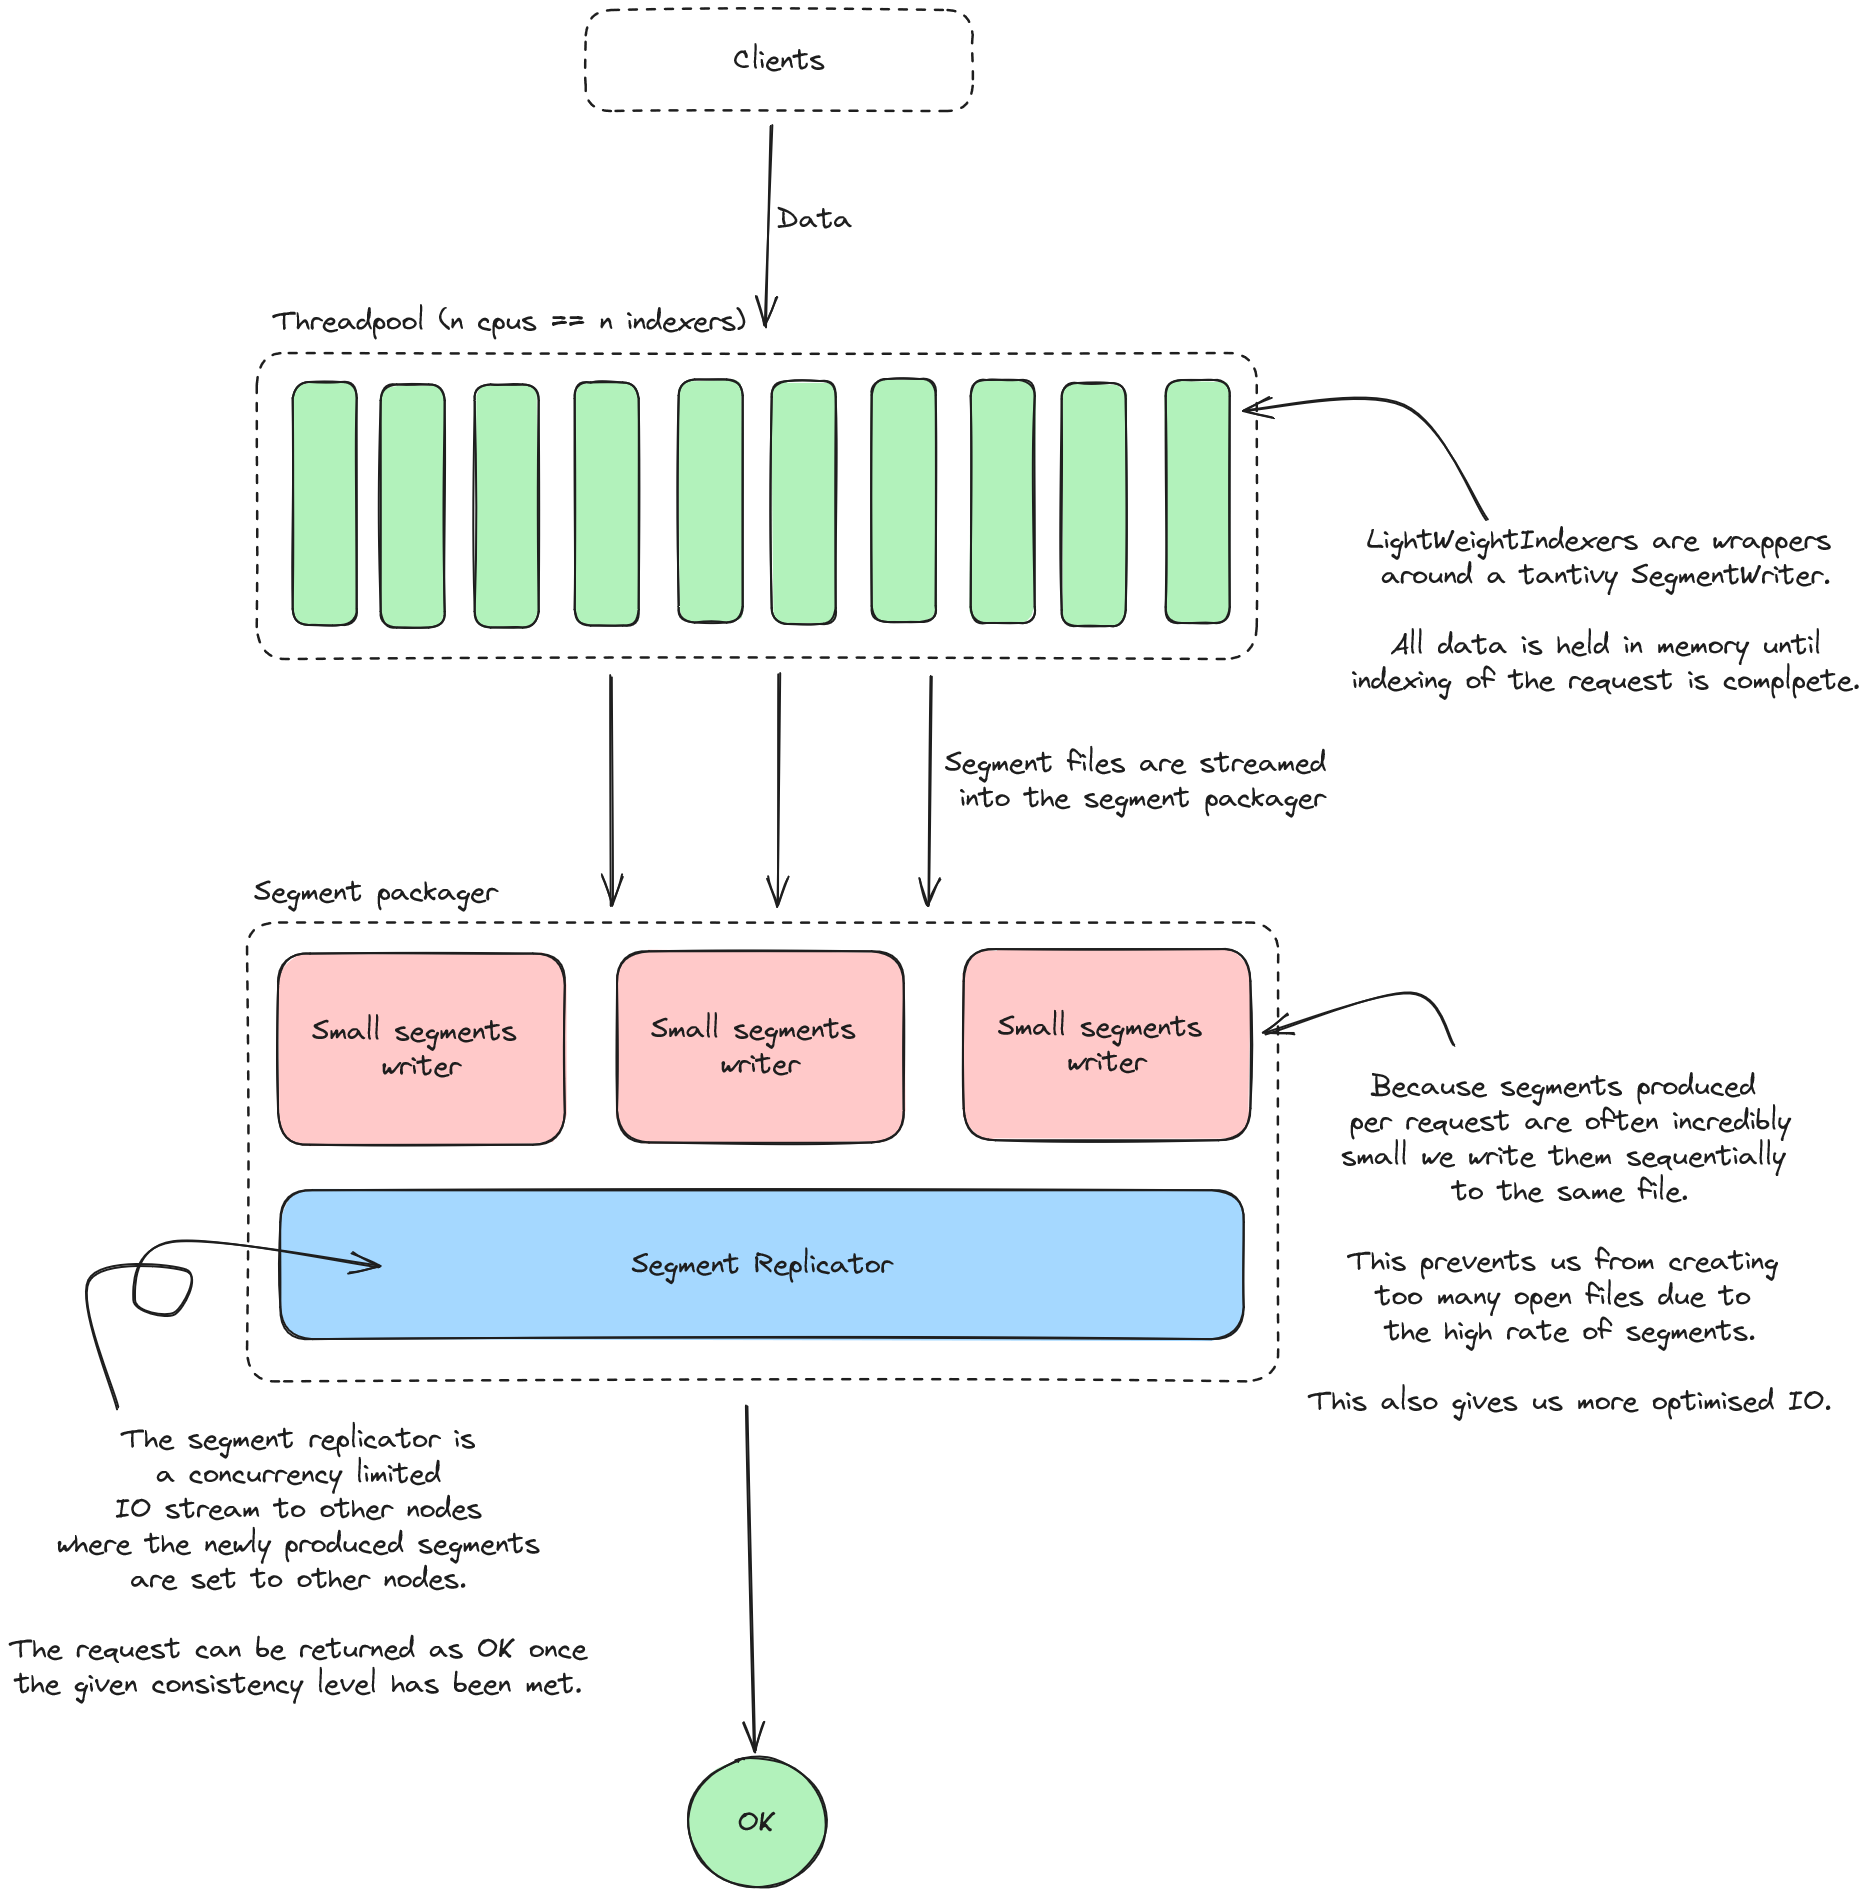 Clients
Data
Threadpool (n cpus == n indexers)
LightWeightIndexers are wrappers
around a tantivy SegmentWriter.
All data is held in memory until
indexing of the request is complpete.
Segment files are streamed
into the segment packager
Segment packager
Small segments
writer
Small segments
writer
Small segments
writer
Because segments produced
per request are often incredibly
small we write them sequentially
to the same file.
This prevents us from creating
too many open files due to
the high rate of segments.
This also gives us more optimised IO.
Segment Replicator
The segment replicator is
a concurrency limited
IO stream to other nodes
where the newly produced segments
are set to other nodes.
The request can be returned as OK once
the given consistency level has been met.
OK